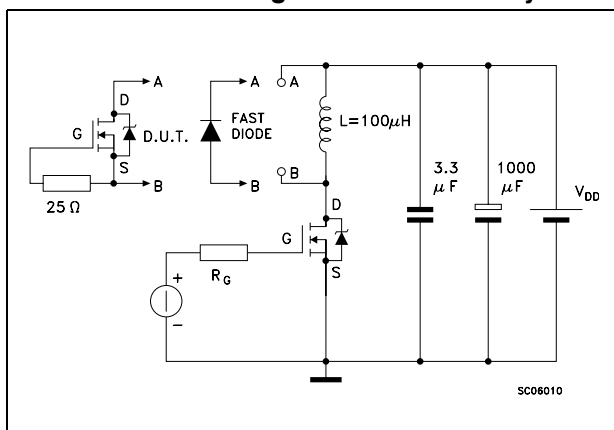 A
A
A
D
G
D.U.T.
FAST
DIODE
L=100μH
S
B
B
B
25 Ω
D
G
S
3.3
μF
1000
μF
V_DD
R_G
+
−
SC06010